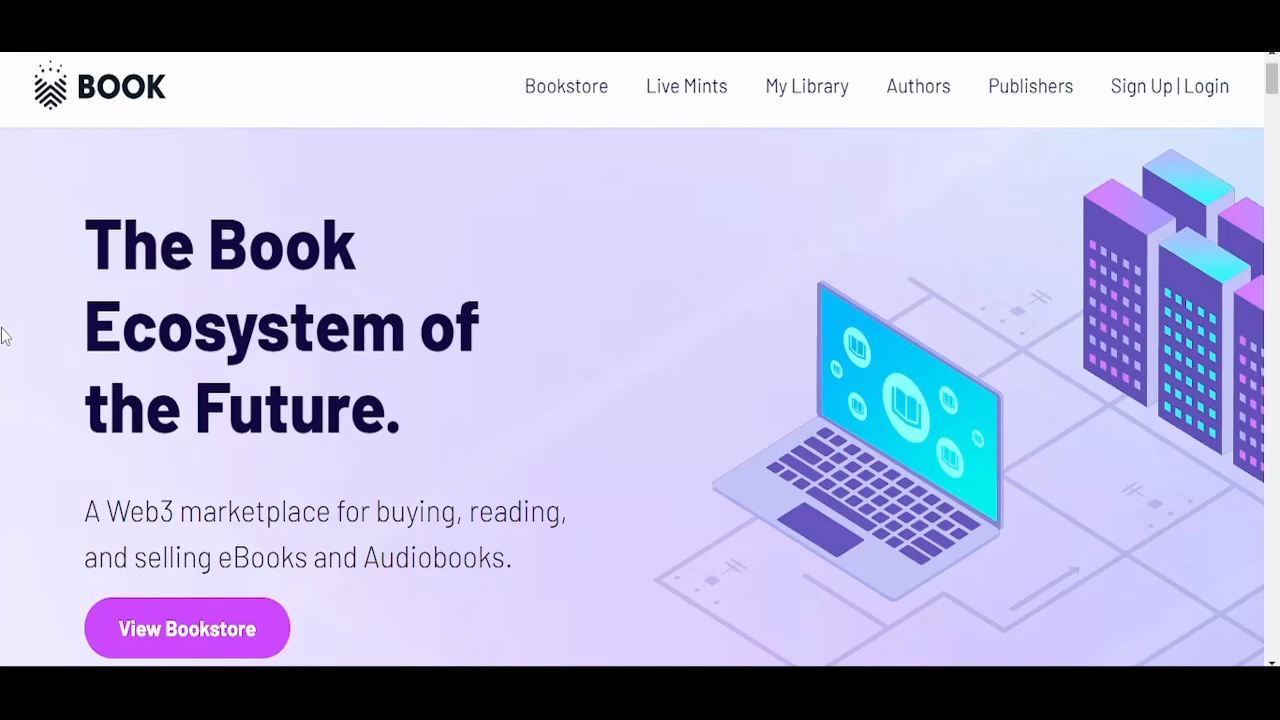 BOOK
Bookstore
Live Mints
My Library
Authors
Publishers
Sign Up | Login
The Book
Ecosystem of
the Future.
A Web3 marketplace for buying, reading,
and selling eBooks and Audiobooks.
View Bookstore